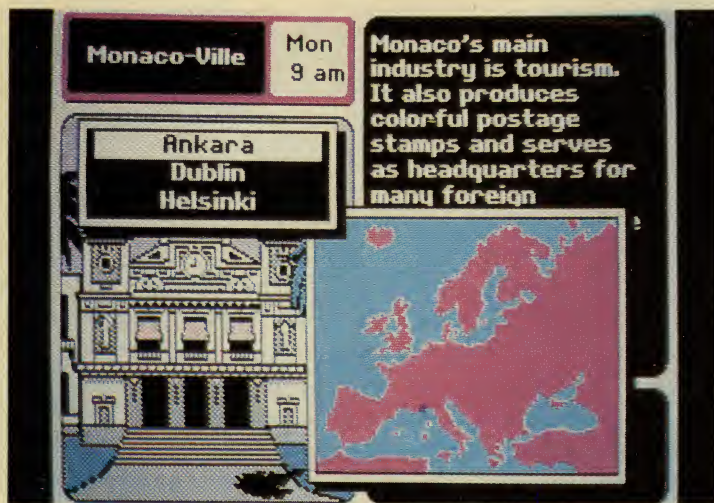 Monaco-Ville
Mon
9 am
Monaco's main
industry is tourism.
It also produces
colorful postage
stamps and serves
as headquarters for
many foreign
e
Ankara
Dublin
Helsinki